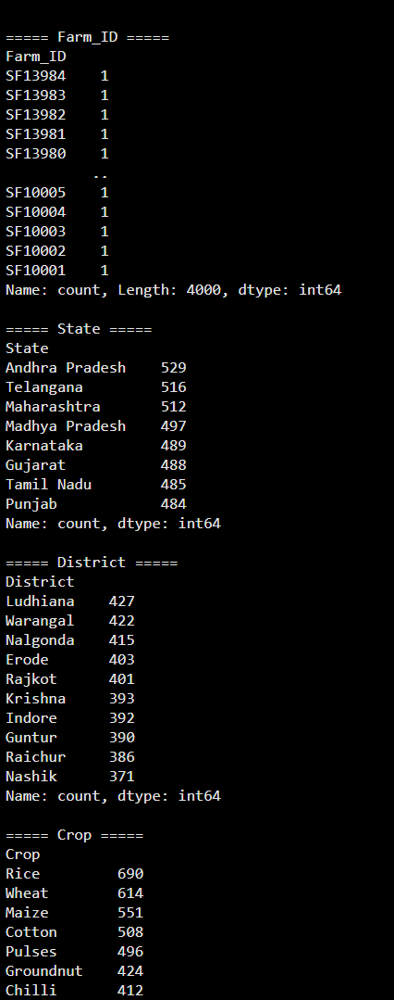 ===== Farm_ID =====
Farm_ID
SF13984    1
SF13983    1
SF13982    1
SF13981    1
SF13980    1
          ..
SF10005    1
SF10004    1
SF10003    1
SF10002    1
SF10001    1
Name: count, Length: 4000, dtype: int64

===== State =====
State
Andhra Pradesh    529
Telangana         516
Maharashtra       512
Madhya Pradesh    497
Karnataka         489
Gujarat           488
Tamil Nadu        485
Punjab            484
Name: count, dtype: int64

===== District =====
District
Ludhiana    427
Warangal    422
Nalgonda    415
Erode       403
Rajkot      401
Krishna     393
Indore      392
Guntur      390
Raichur     386
Nashik      371
Name: count, dtype: int64

===== Crop =====
Crop
Rice         690
Wheat        614
Maize        551
Cotton       508
Pulses       496
Groundnut    424
Chilli       412